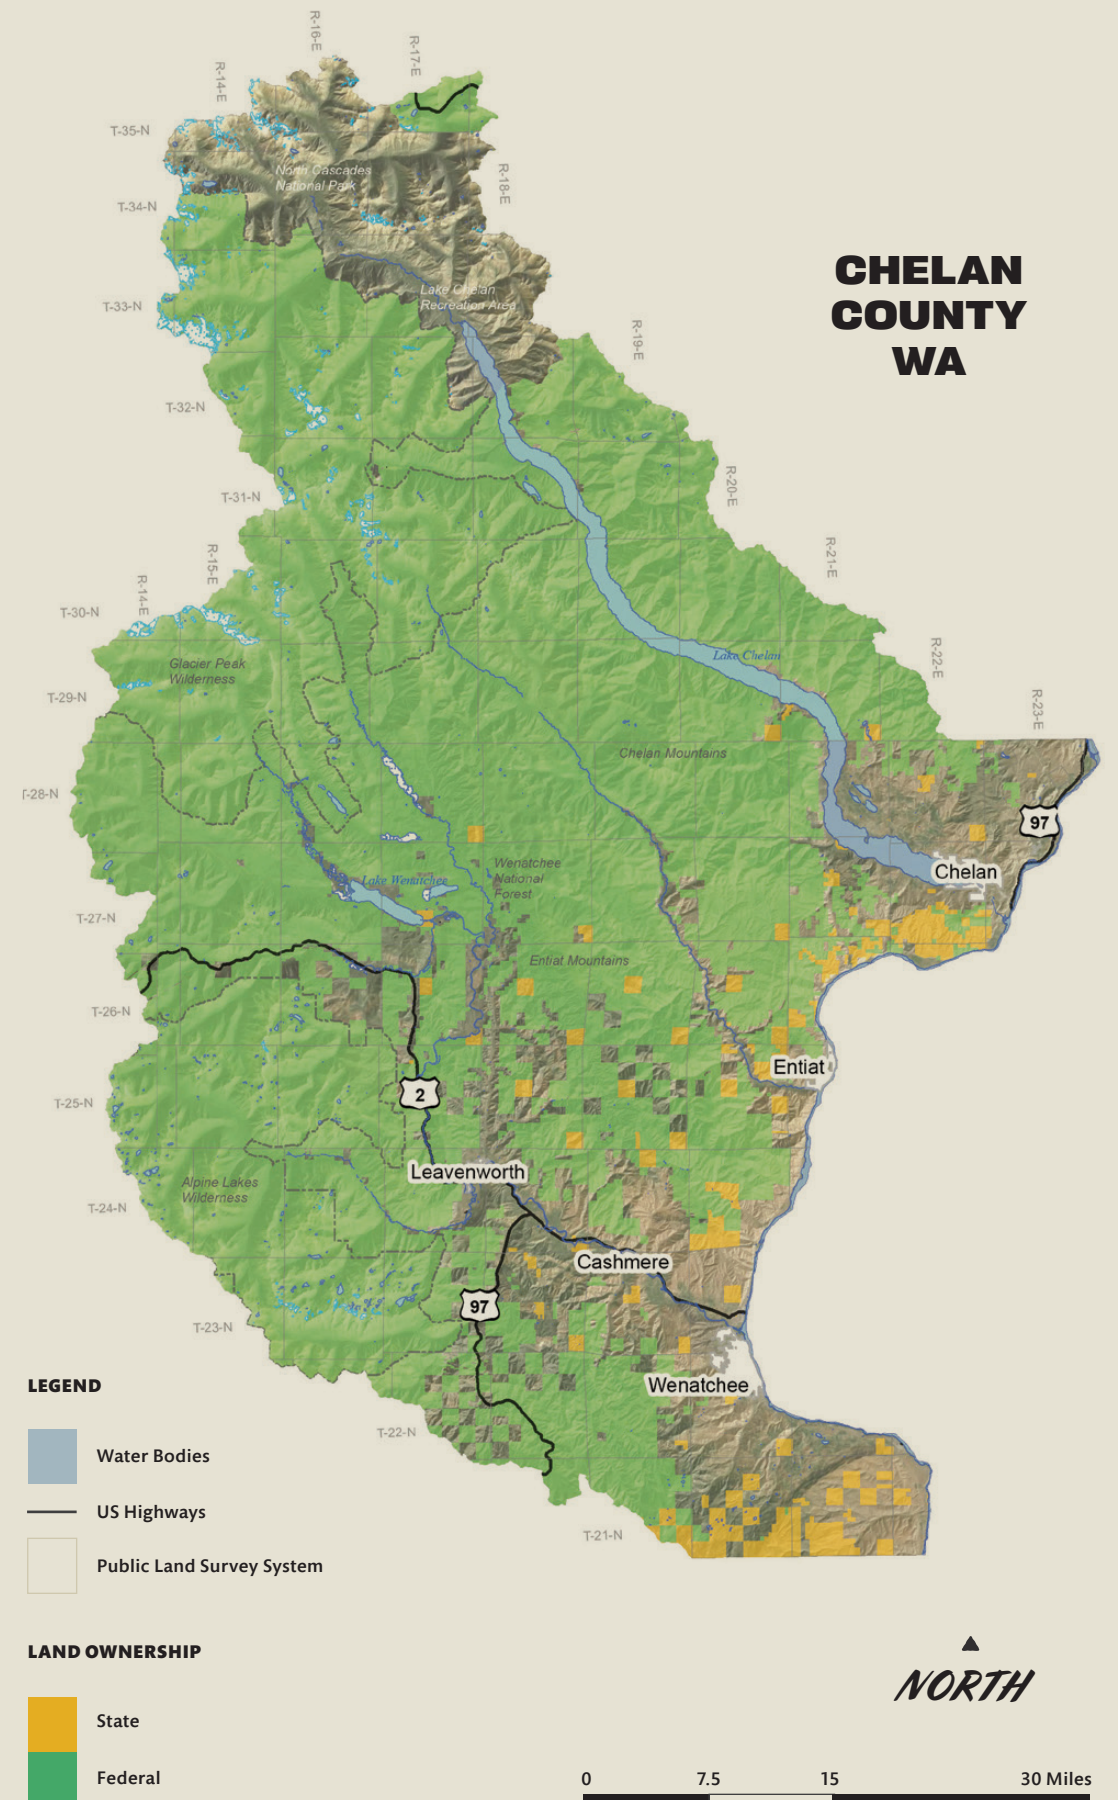 R-16-E
R-17-E
R-14-E
T-35-N
North Cascades
National Park
R-18-E
T-34-N
CHELAN
COUNTY
WA
Lake Chelan
Recreation Area
T-33-N
R-19-E
T-32-N
R-20-E
T-31-N
R-21-E
R-15-E
R-14-E
T-30-N
Lake Chelan
R-22-E
Glacier Peak
Wilderness
T-29-N
R-23-E
Chelan Mountains
T-28-N
97
Wenatchee
National
Forest
Chelan
Lake Wenatchee
T-27-N
Entiat Mountains
T-26-N
Entiat
2
T-25-N
Leavenworth
Alpine Lakes
Wilderness
T-24-N
Cashmere
97
T-23-N
Wenatchee
LEGEND
Water Bodies
T-22-N
US Highways
T-21-N
Public Land Survey System
LAND OWNERSHIP
NORTH
State
Federal
0 7.5 15 30 Miles